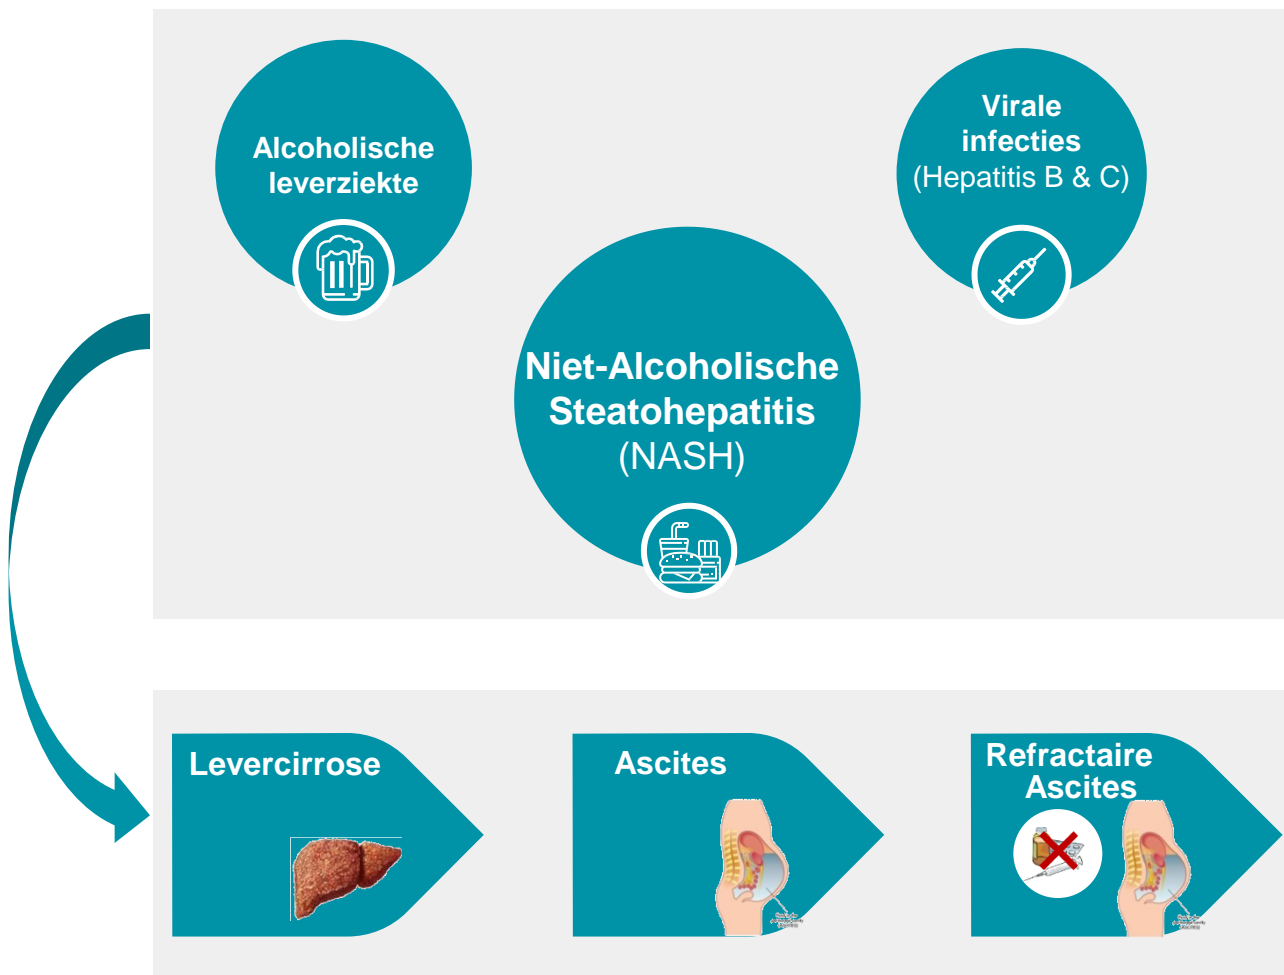 Alcoholische
leverziekte
Virale
infecties
(Hepatitis B & C)
Niet-Alcoholische
Steatohepatitis
(NASH)
Levercirrose
Ascites
Refractaire
Ascites